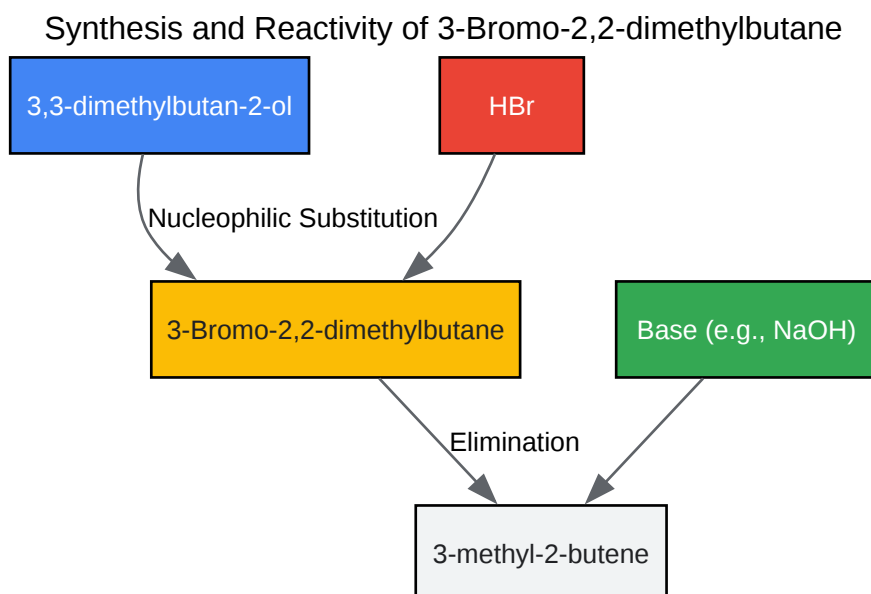 Synthesis and Reactivity of 3-Bromo-2,2-dimethylbutane
3,3-dimethylbutan-2-ol
HBr
Nucleophilic Substitution
3-Bromo-2,2-dimethylbutane
Base (e.g., NaOH)
Elimination
3-methyl-2-butene